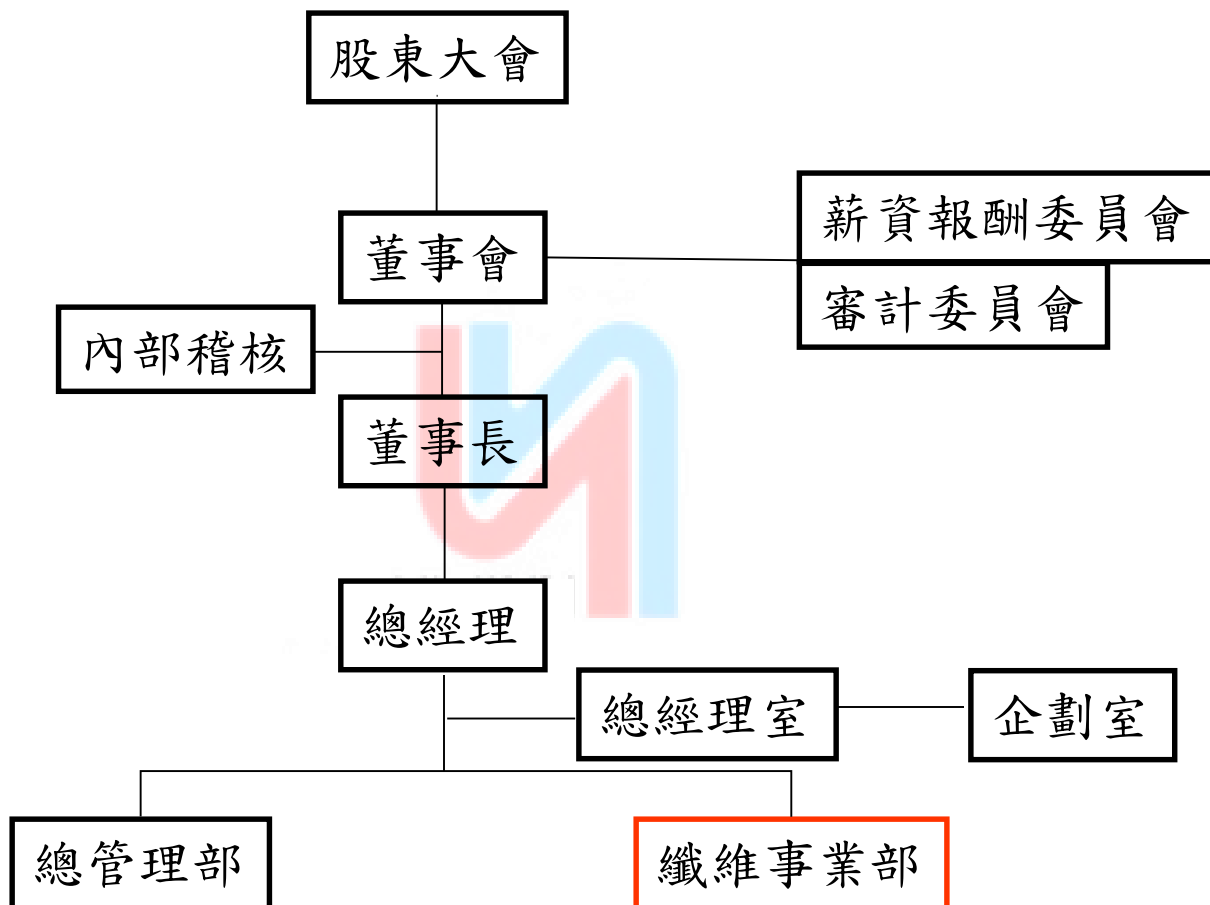 股東大會
薪資報酬委員會
董事會
審計委員會
內部稽核
董事長
總經理
總經理室
企劃室
總管理部
纖維事業部